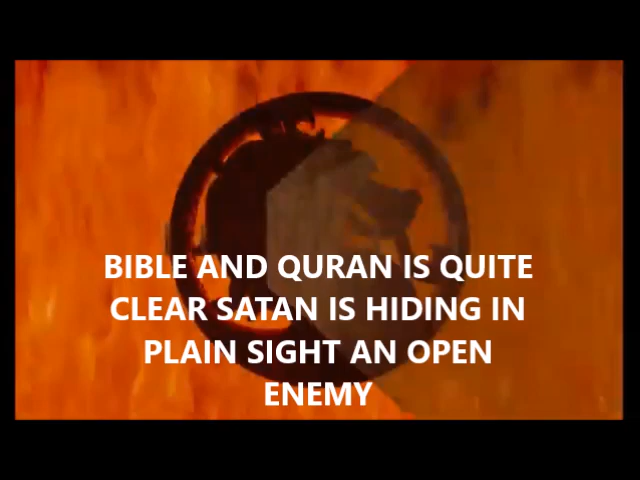 BIBLE AND QURAN IS QUITE
CLEAR SATAN IS HIDING IN
PLAIN SIGHT AN OPEN
ENEMY